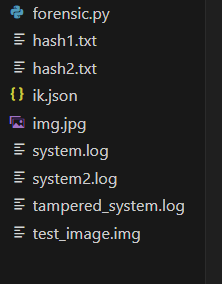 forensic.py
hash1.txt
hash2.txt
ik.json
img.jpg
system.log
system2.log
tampered_system.log
test_image.img